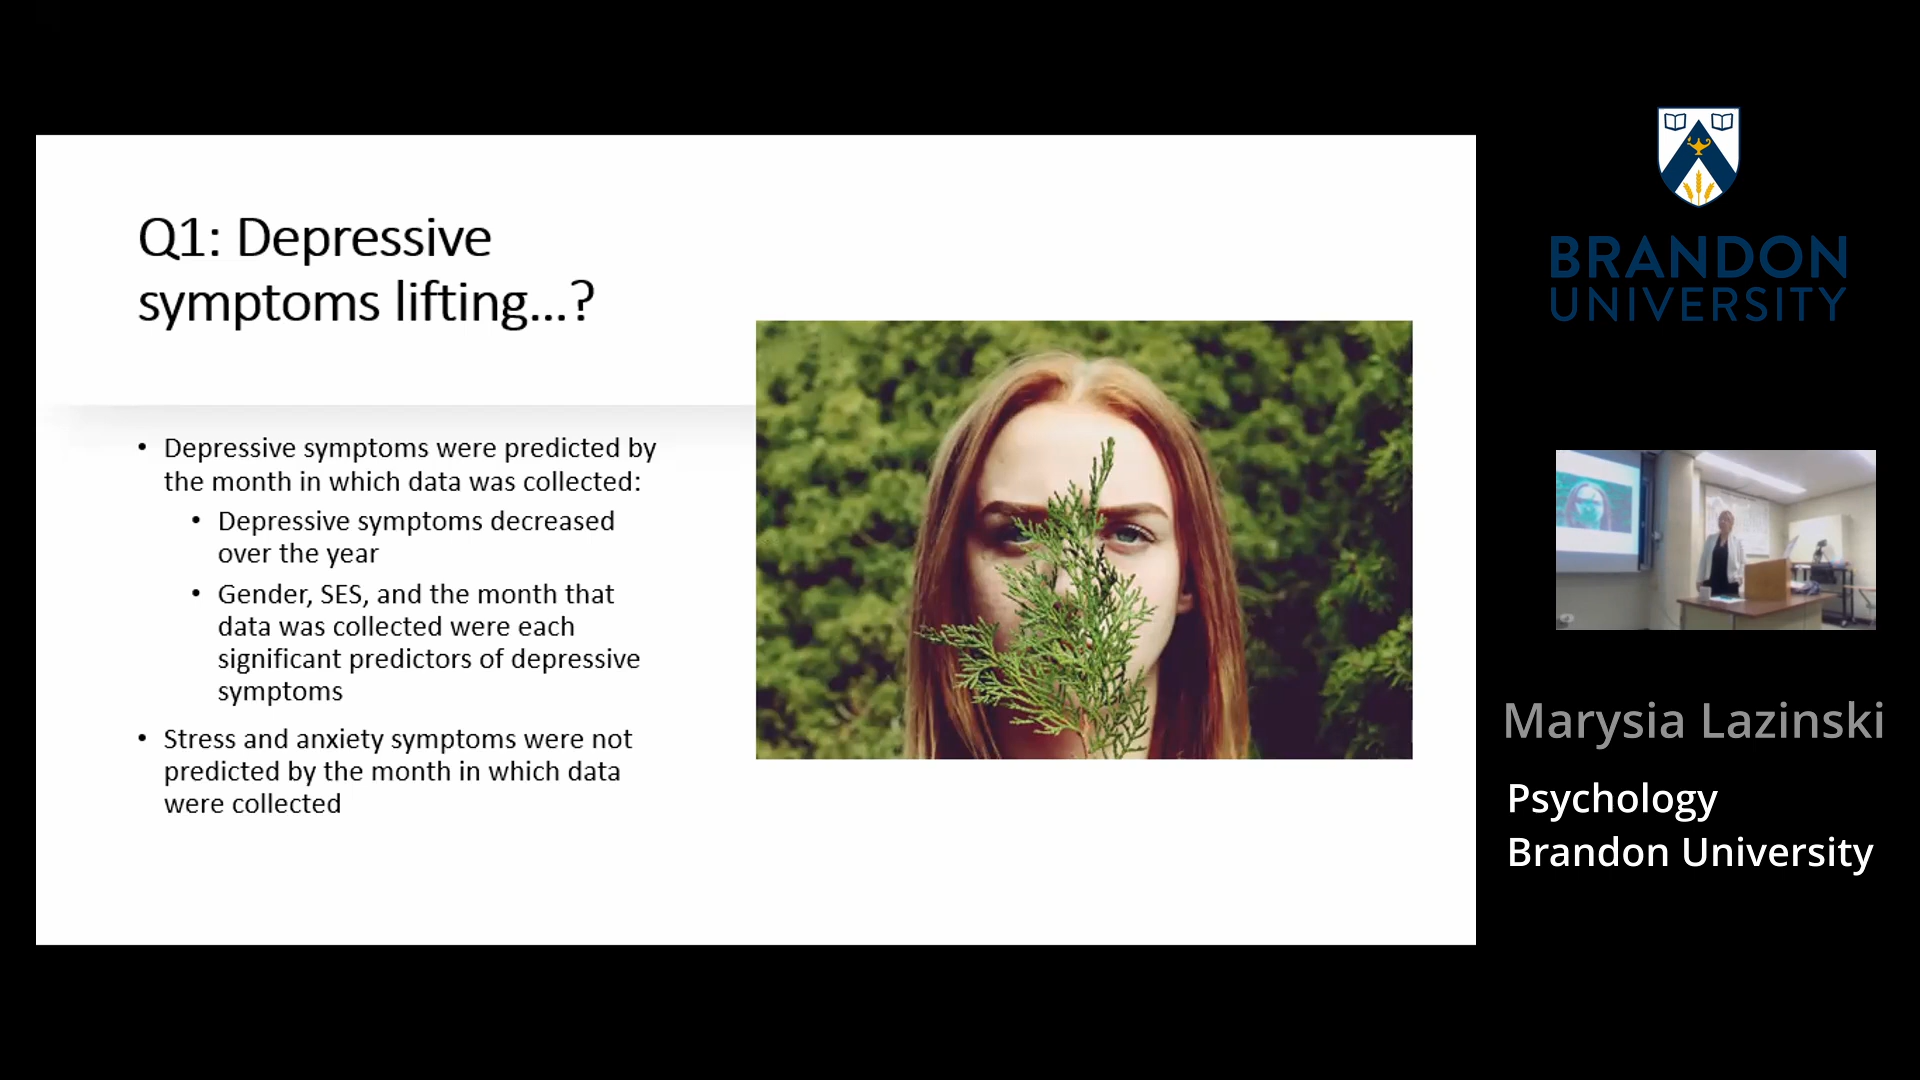 Q1: Depressive
symptoms lifting...?
• Depressive symptoms were predicted by
the month in which data was collected:
• Depressive symptoms decreased
over the year
• Gender, SES, and the month that
data was collected were each
significant predictors of depressive
symptoms
• Stress and anxiety symptoms were not
predicted by the month in which data
were collected
BRANDON
UNIVERSITY
Marysia Lazinski
Psychology
Brandon University